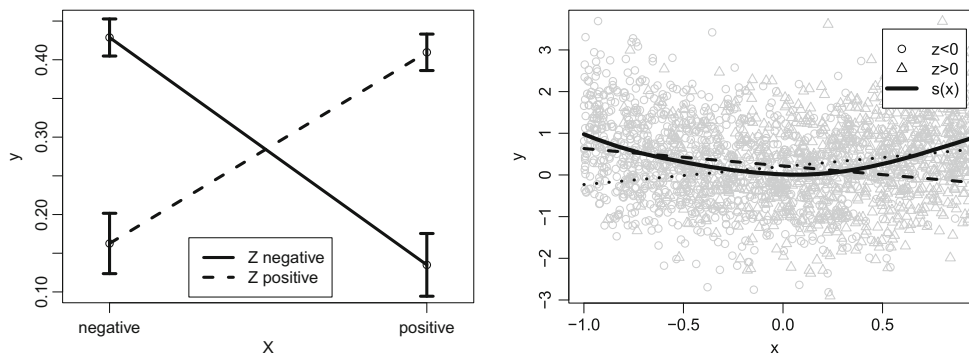 y
0.40
0.30
0.20
0.10
Z negative
Z positive
negative
positive
X
y
3
2
1
0
-1
-2
-3
z<0
z>0
s(x)
-1.0
-0.5
0.0
0.5
x